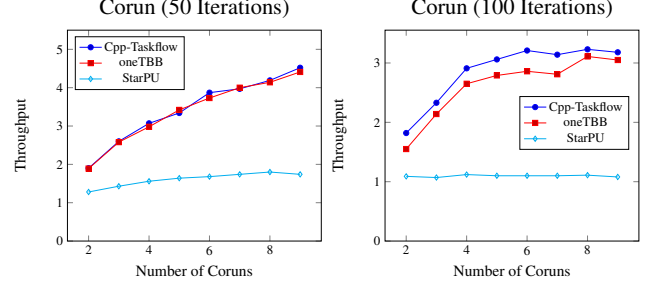 Corun (50 Iterations)
Throughput
5
4
3
2
1
0
2
4
6
8
Number of Coruns
Cpp-Taskflow
oneTBB
StarPU
Corun (100 Iterations)
Throughput
3
2
1
0
2
4
6
8
Number of Coruns
Cpp-Taskflow
oneTBB
StarPU